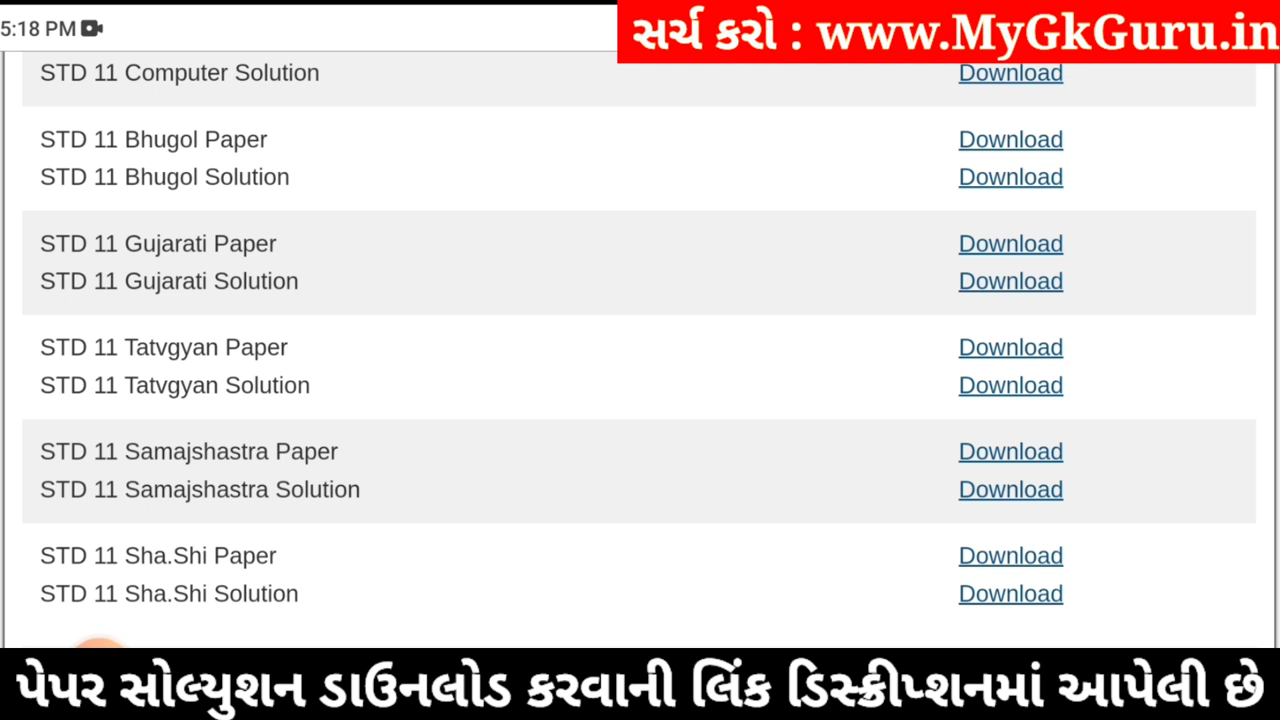 5:18 PM
સર્ચ કરો : www.MyGkGuru.in
STD 11 Computer Solution Download
STD 11 Bhugol Paper Download
STD 11 Bhugol Solution Download
STD 11 Gujarati Paper Download
STD 11 Gujarati Solution Download
STD 11 Tatvgyan Paper Download
STD 11 Tatvgyan Solution Download
STD 11 Samajshastra Paper Download
STD 11 Samajshastra Solution Download
STD 11 Sha.Shi Paper Download
STD 11 Sha.Shi Solution Download
પેપર સોલ્યુશન ડાઉનલોડ કરવાની લિંક ડિસ્ક્રીપ્શનમાં આપેલી છે